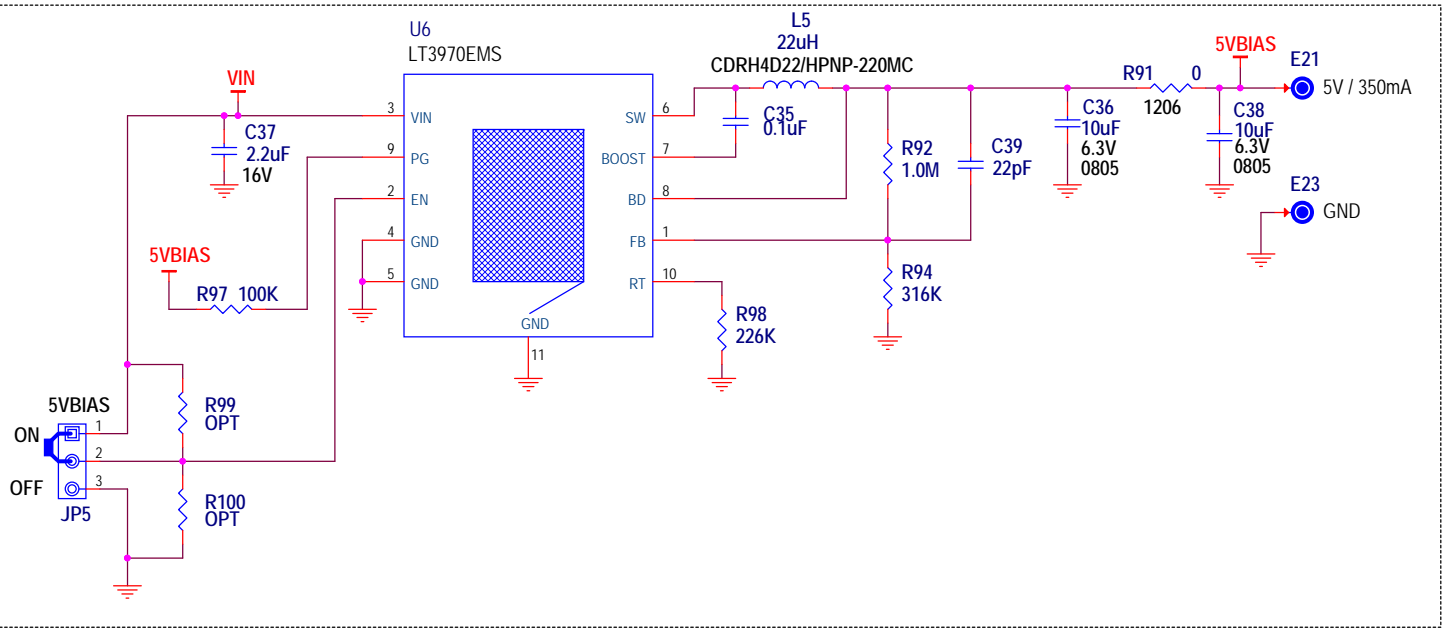 U6
LT3970EMS
L5
22uH
CDRH4D22/HPNP-220MC
5VBIAS
E21
5V / 350mA
VIN
R91 0
1206
C37
2.2uF
16V
3 VIN
9 PG
2 EN
4 GND
5 GND
SW 6
BOOST 7
BD 8
FB 1
RT 10
GND
11
C35
0.1uF
R92
1.0M
C39
22pF
C36
10uF
6.3V
0805
C38
10uF
6.3V
0805
E23
GND
5VBIAS
R97 100K
R98
226K
R94
316K
5VBIAS
ON
OFF
1
2
3
JP5
R99
OPT
R100
OPT